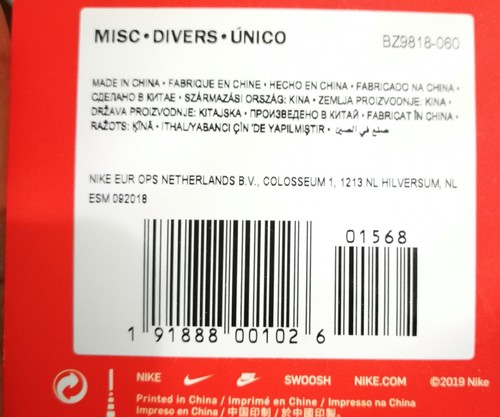 MISC • DIVERS • ÚNICO
BZ9818-060
MADE IN CHINA • FABRIQUE EN CHINE • HECHO EN CHINA • FABRICADO NA CHINA •
СДЕЛАНО В КИТАЕ • SZÁRMAZÁSI ORSZÁG: KINA • ZEMLJA PROIZVODNJE: KINA •
DRŽAVA PROIZVODNJE: KITAJSKA • ПРОИЗВЕДЕНО В КИТАЙ • FABRICAT ÎN CHINA •
RAŽOTS: ĶĪNĀ • ITHAL/YABANCI ÇİN 'DE YAPILMIŞTIR • صنع في الصين
NIKE EUR OPS NETHERLANDS B.V., COLOSSEUM 1, 1213 NL HILVERSUM, NL
ESM 092018
01568
1 91888 00102 6
NIKE SWOOSH NIKE.COM ©2019 Nike
Printed in China / Imprimé en China / Impresso na China
Impreso en China / 中国印制 / 於中國印製.